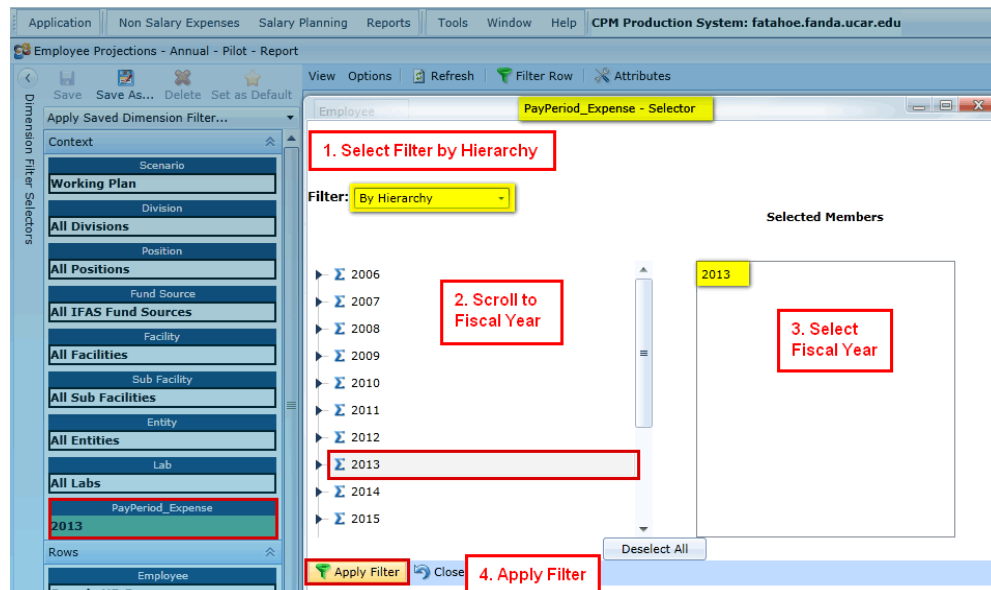 Application Non Salary Expenses Salary Planning Reports Tools Window Help CPM Production System: fatahoe.fanda.ucar.edu
Employee Projections - Annual - Pilot - Report
Save Save As... Delete Set as Default
View Options Refresh Filter Row Attributes
Dimension Filter Selectors
Apply Saved Dimension Filter...
Context
Scenario
Working Plan
Division
All Divisions
Position
All Positions
Fund Source
All IFAS Fund Sources
Facility
All Facilities
Sub Facility
All Sub Facilities
Entity
All Entities
Lab
All Labs
PayPeriod_Expense
2013
Rows
Employee
Employee
PayPeriod_Expense - Selector
1. Select Filter by Hierarchy
Filter: By Hierarchy
Selected Members
2006
2007
2008
2009
2010
2011
2012
2013
2014
2015
2. Scroll to
Fiscal Year
2013
3. Select
Fiscal Year
Deselect All
Apply Filter Close
4. Apply Filter